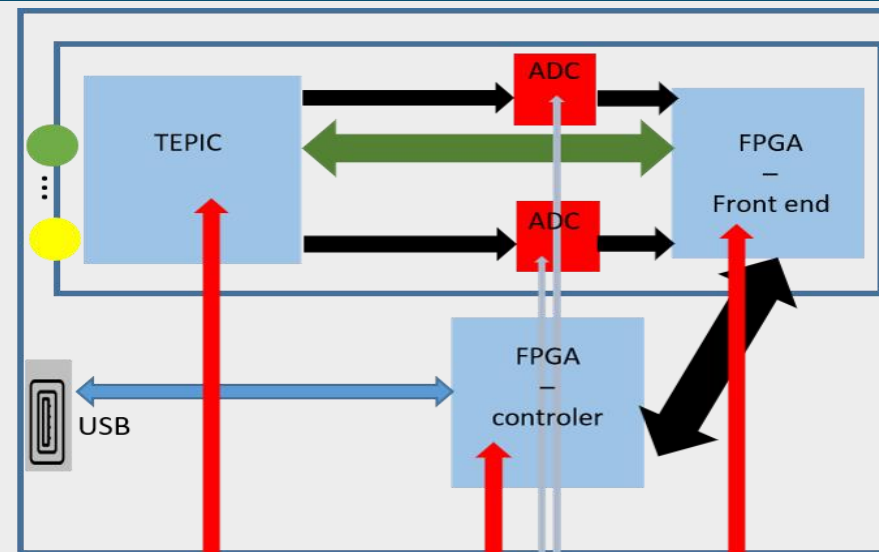 ADC
TEPIC
FPGA
–
Front end
ADC
FPGA
–
controler
USB